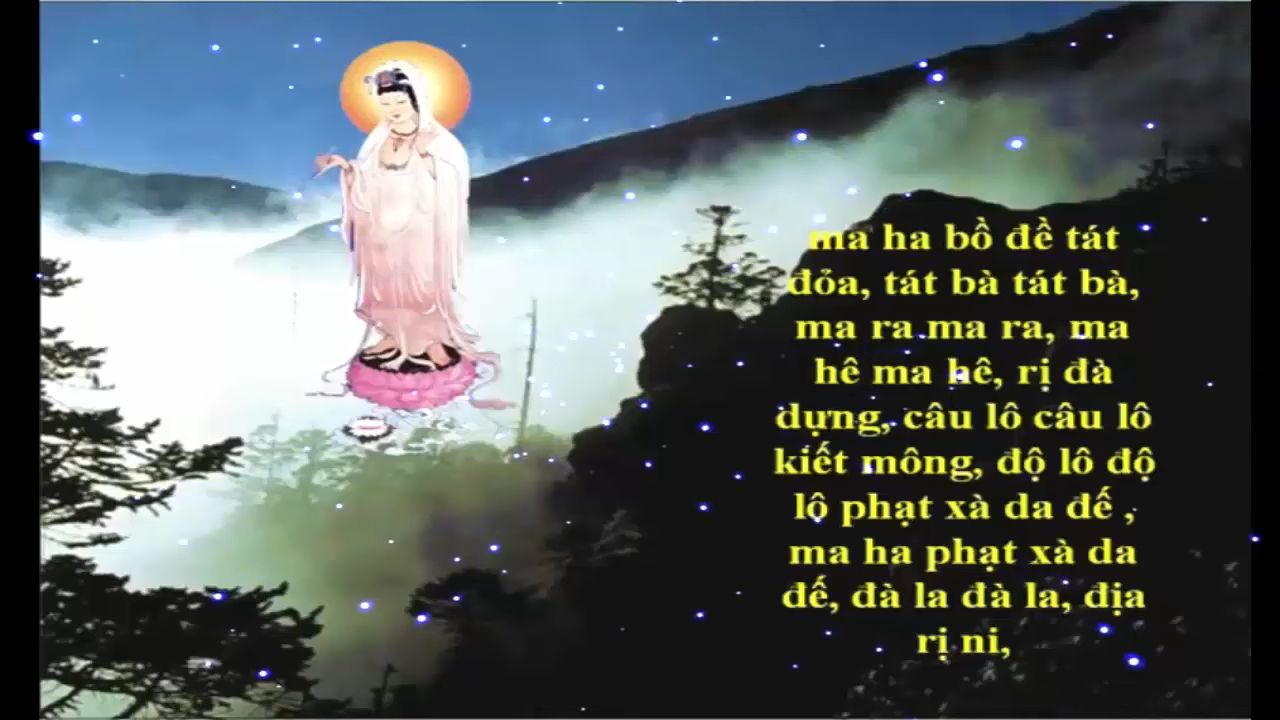 ma ha bồ đề tát
đỏa, tát bà tát bà,
ma ra ma ra, ma
hê ma hê, rị đà
dựng, câu lô câu lô
kiết mông, độ lô độ
lô phạt xà da đế ,
ma ha phạt xà da
đế, đà la đà la, địa
rị ni,